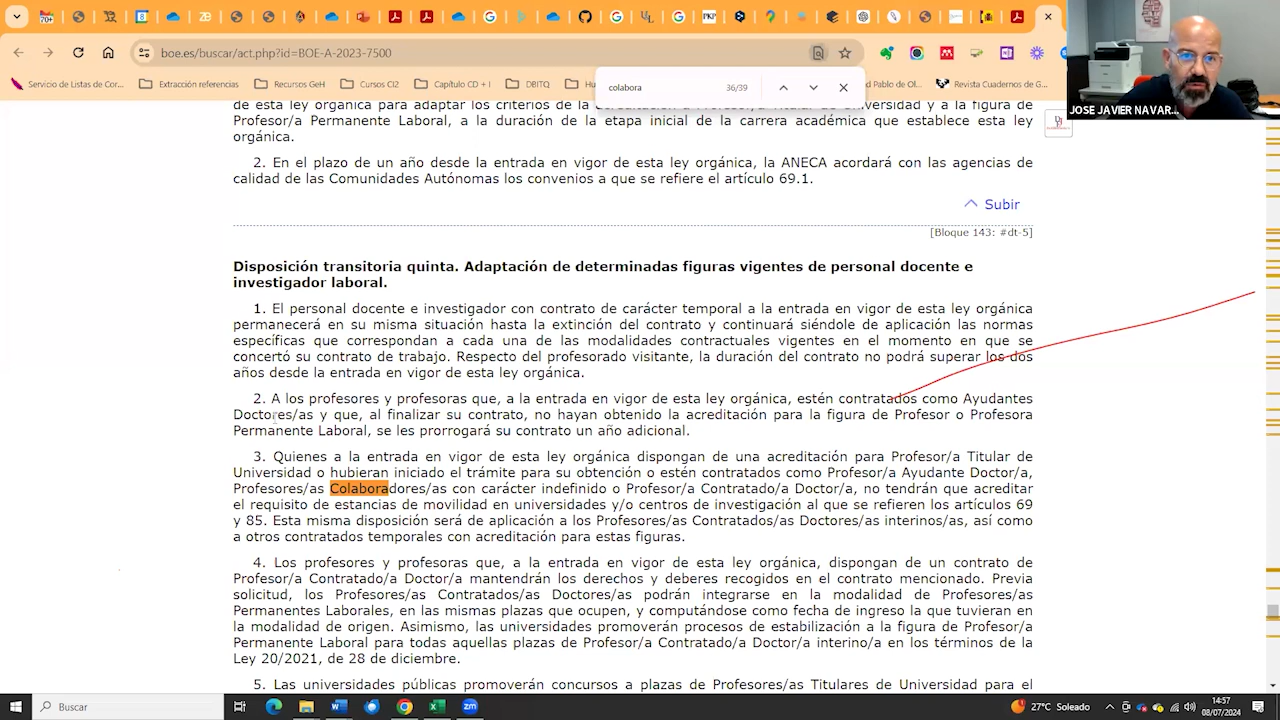 70+
boe.es/buscar/act.php?id=BOE-A-2023-7500
colabora 36/39
Servicio de Listas de Cor...
Extracción referencias
Recursos Gen
Capítulo CD
DEBITO
Hu
d Pablo de Ol...
Revista Cuadernos de G...
JOSE JAVIER NAVAR...
Profesor/a Permanente Laboral a la duración de la etapa inicial de la carrera académica que establece esta ley
orgánica.
2. En el plazo de un año desde la entrada en vigor de esta ley orgánica, la ANECA acordará con las agencias de
calidad de las Comunidades Autónomas los convenios a que se refiere el artículo 69.1.
Subir
[Bloque 143: #dt-5]
Disposición transitoria quinta. Adaptación de determinadas figuras vigentes de personal docente e
investigador laboral.
1. El personal docente e investigador con contrato de carácter temporal a la entrada en vigor de esta ley orgánica
permanecerá en su misma situación hasta la extinción del contrato y continuará siéndole de aplicación las normas
específicas que correspondan a cada una de las modalidades contractuales vigentes en el momento en que se
concertó su contrato de trabajo. Respecto del profesorado visitante, la duración del contrato no podrá superar los dos
años desde la entrada en vigor de esta ley orgánica.
2. A los profesores y profesoras que, a la entrada en vigor de esta ley orgánica, estén contratados como Ayudantes
Doctores/as y que, al finalizar su contrato, no hayan obtenido la acreditación para la figura de Profesor o Profesora
Permanente Laboral, se les prorrogará su contrato un año adicional.
3. Quienes a la entrada en vigor de esta ley orgánica dispongan de una acreditación para Profesor/a Titular de
Universidad o hubieran iniciado el trámite para su obtención o estén contratados como Profesor/a Ayudante Doctor/a,
Profesores/as Colaboradores/as con carácter indefinido o Profesor/a Contratado/a Doctor/a, no tendrán que acreditar
el requisito de estancias de movilidad en universidades y/o centros de investigación al que se refieren los artículos 69
y 85. Esta misma disposición será de aplicación a los Profesores/as Contratados/as Doctores/as interinos/as, así como
a otros contratados temporales con acreditación para estas figuras.
4. Los profesores y profesoras que, a la entrada en vigor de esta ley orgánica, dispongan de un contrato de
Profesor/a Contratado/a Doctor/a mantendrán los derechos y deberes recogidos en el contrato mencionado. Previa
solicitud, los Profesores/as Contratados/as Doctores/as podrán integrarse en la modalidad de Profesores/as
Permanentes Laborales, en las mismas plazas que ocupen, y computándose como fecha de ingreso la que tuvieran en
la modalidad de origen. Asimismo, las universidades promoverán procesos de estabilización a la figura de Profesor/a
Permanente Laboral para todas aquellas plazas de Profesor/a Contratado/a Doctor/a interino/a en los términos de la
Ley 20/2021, de 28 de diciembre.
5. Las universidades públicas promoverán concursos a plazas de Profesores/as Titulares de Universidad para el
Buscar
27°C Soleado
14:57
08/07/2024